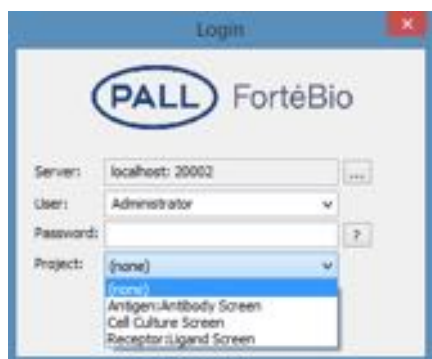 Login
PALL FortéBio
Server: localhost: 20002 ...
User: Administrator
Password: ?
Project: (none)
(none)
Antigen:Antibody Screen
Cell Culture Screen
Receptor:Ligand Screen